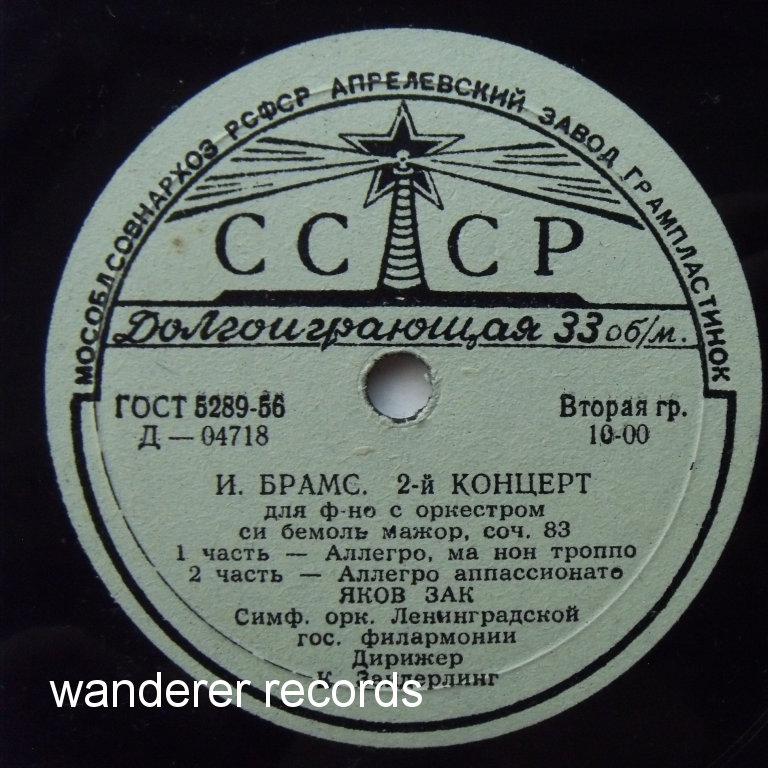 МОСОБЛСОВНАРХОЗ РСФСР АПРЕЛЕВСКИЙ ЗАВОД ГРАМПЛАСТИНОК
СССР
Долгоиграющая 33 об/м.
ГОСТ 5289-56 Вторая гр.
Д — 04718 10-00
И. БРАМС. 2-й КОНЦЕРТ
для ф-но с оркестром
си бемоль мажор, соч. 83
1 часть — Аллегро, ма нон троппо
2 часть — Аллегро аппассионато
ЯКОВ ЗАК
Симф. орк. Ленинградской
гос. филармонии
Дирижер
К. Зандерлинг
wanderer records